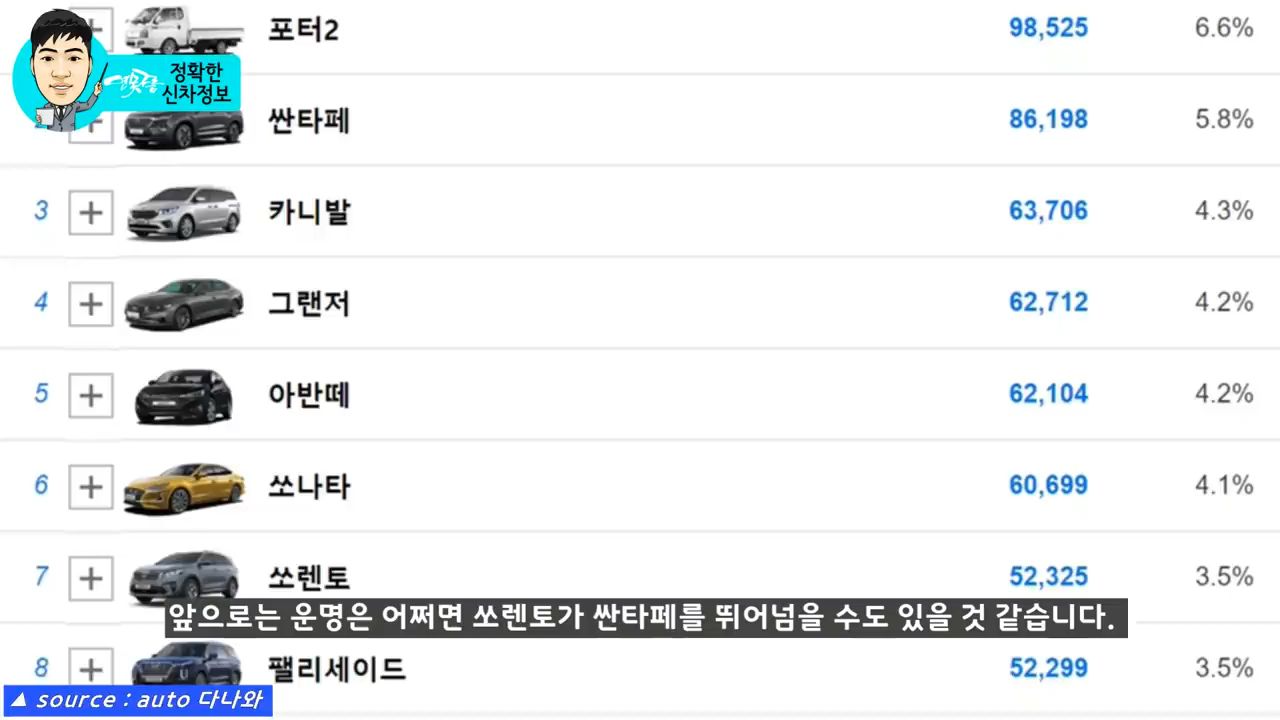 포터2 98,525 6.6%
정확한
신차정보
싼타페 86,198 5.8%
3 카니발 63,706 4.3%
4 그랜저 62,712 4.2%
5 아반떼 62,104 4.2%
6 쏘나타 60,699 4.1%
7 쏘렌토 52,325 3.5%
앞으로는 운명은 어쩌면 쏘렌토가 싼타페를 뛰어넘을 수도 있을 것 같습니다.
8 팰리세이드 52,299 3.5%
▲ source : auto 다나와